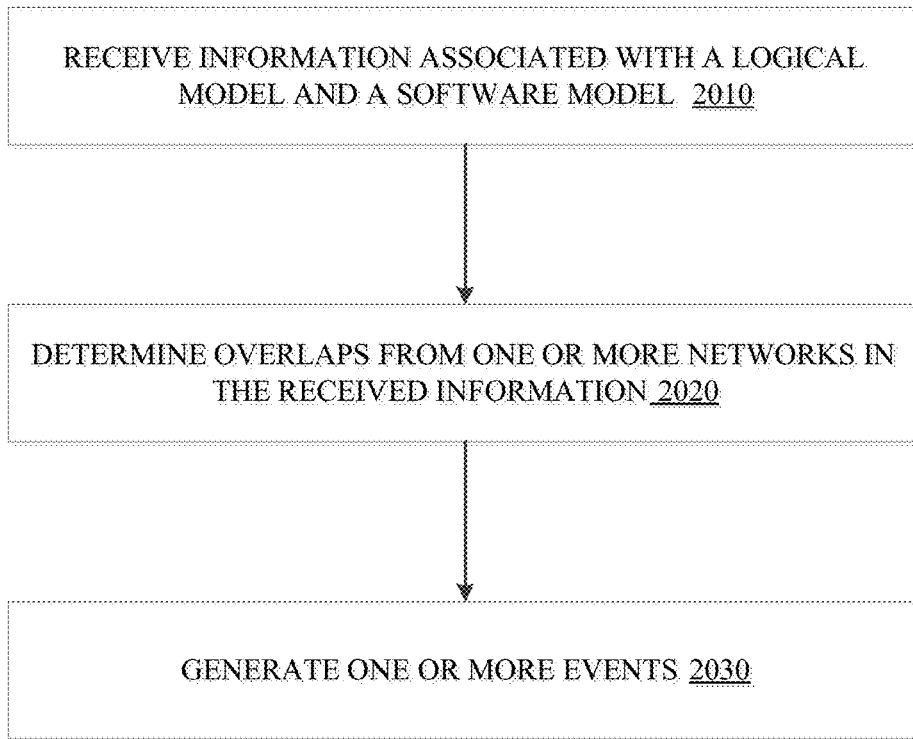 RECEIVE INFORMATION ASSOCIATED WITH A LOGICAL
MODEL AND A SOFTWARE MODEL 2010
DETERMINE OVERLAPS FROM ONE OR MORE NETWORKS IN
THE RECEIVED INFORMATION 2020
GENERATE ONE OR MORE EVENTS 2030